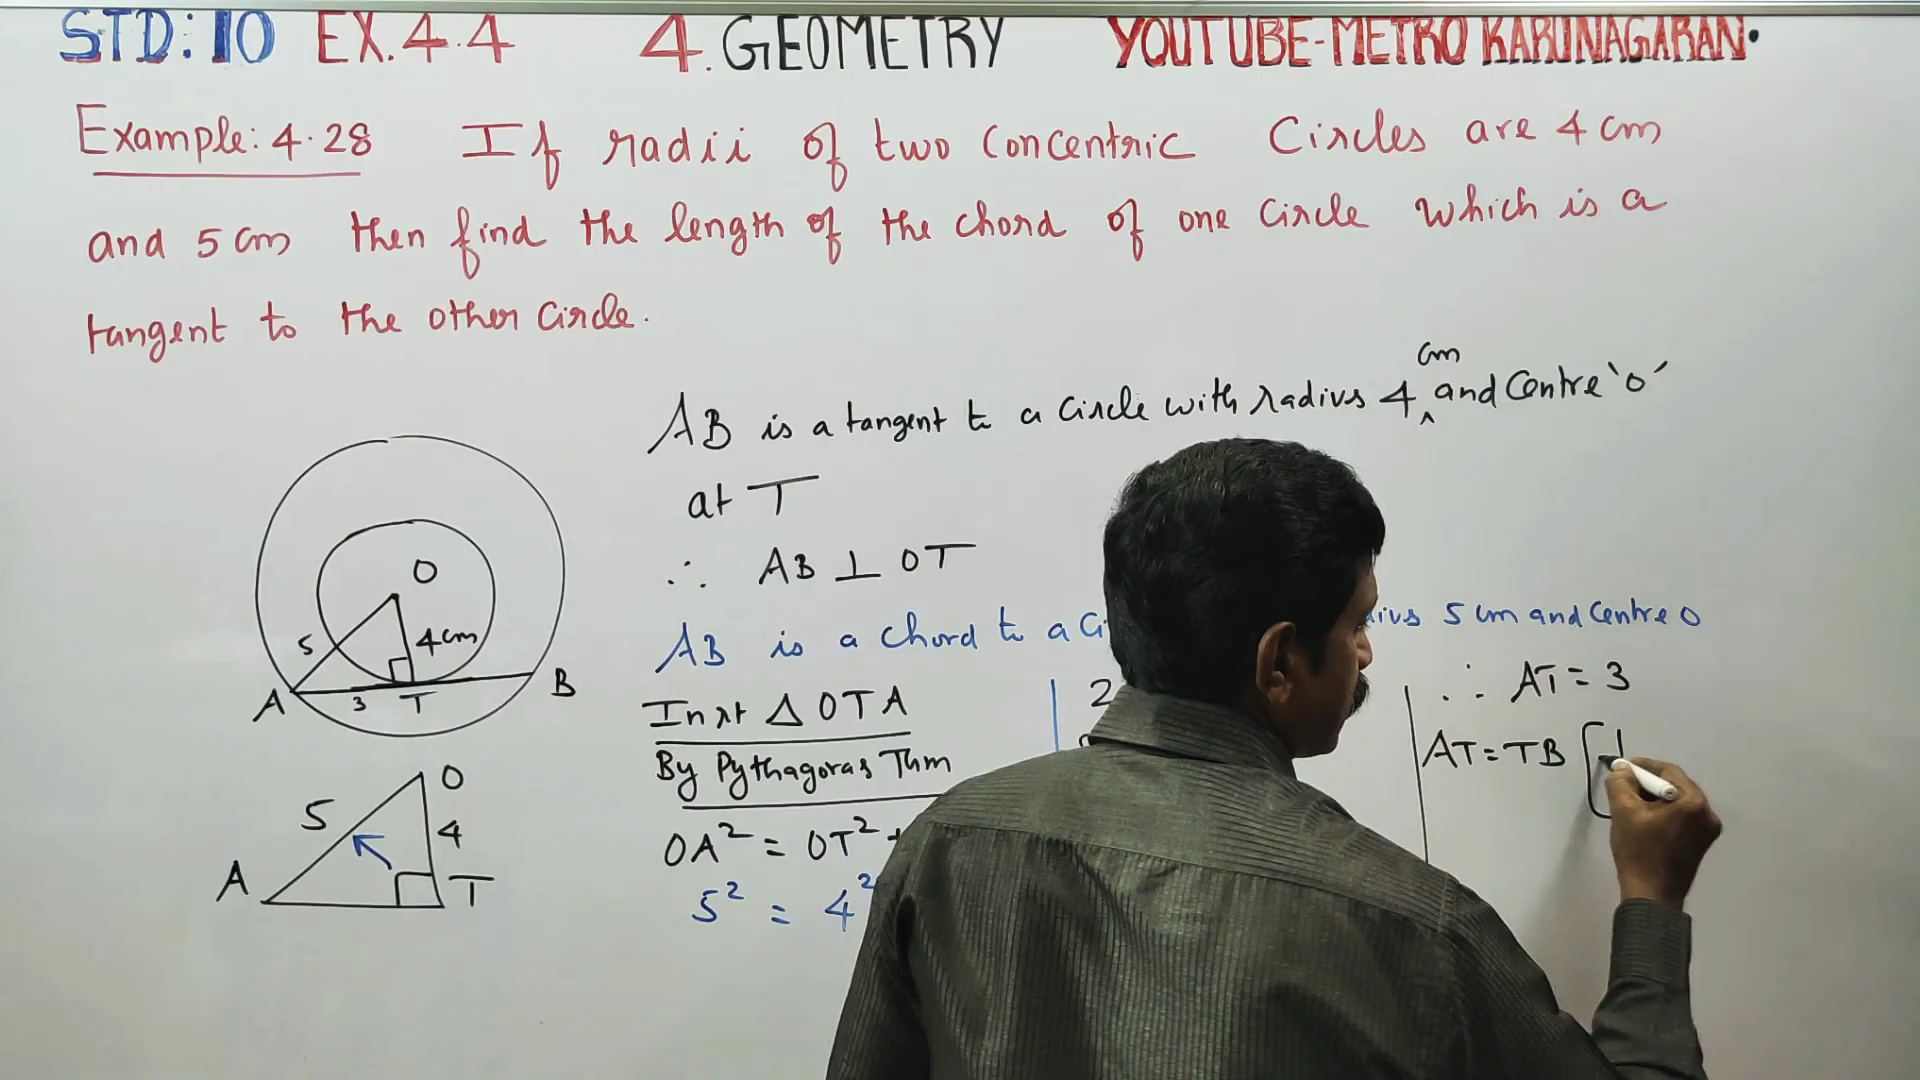 STD: 10 EX. 4.4 4. GEOMETRY YOUTUBE-METRO KARUNAGARAN.
Example: 4.28 If radii of two Concentric Circles are 4 cm
and 5 cm then find the length of the chord of one circle which is a
tangent to the other circle.
cm
AB is a tangent to a circle with radius 4 ^ and Centre 'O'
at T
∴ AB ⊥ OT
AB is a chord to a 5 cm and Centre O
In rt Δ OTA
By Pythagoras Thm
OA² = OT²
5² = 4²
2
∴ AT = 3
AT = TB [
O
5
4cm
A 3 T B
O
5
4
A T